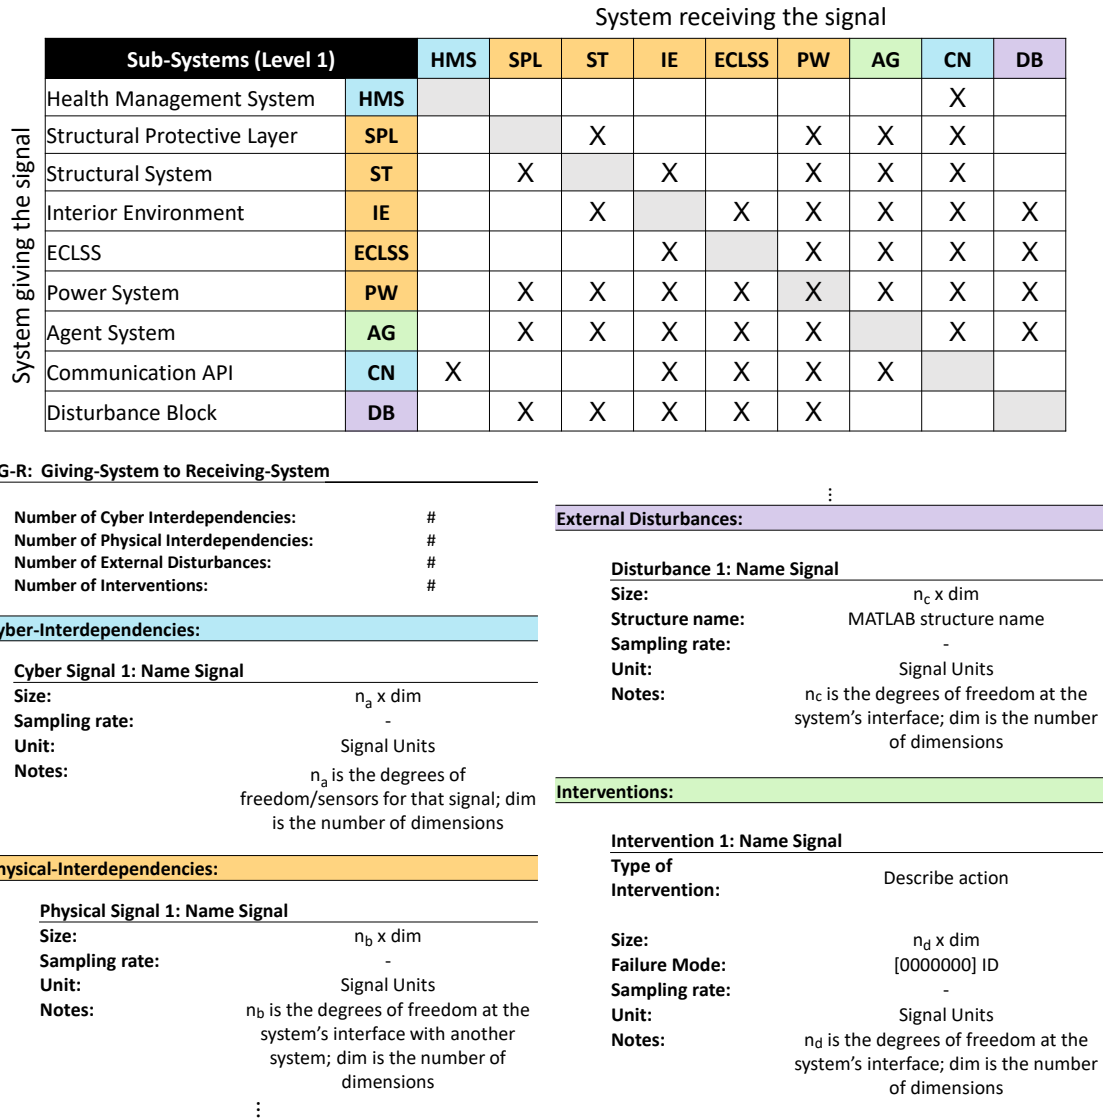 System receiving the signal
System giving the signal
Sub-Systems (Level 1) HMS SPL ST IE ECLSS PW AG CN DB
Health Management System HMS X
Structural Protective Layer SPL X X X X
Structural System ST X X X X X
Interior Environment IE X X X X X X
ECLSS ECLSS X X X X X
Power System PW X X X X X X X X
Agent System AG X X X X X X X
Communication API CN X X X X X
Disturbance Block DB X X X X X
G-R: Giving-System to Receiving-System
Number of Cyber Interdependencies: #
Number of Physical Interdependencies: #
Number of External Disturbances: #
Number of Interventions: #
yber-Interdependencies:
Cyber Signal 1: Name Signal
Size: na x dim
Sampling rate: -
Unit: Signal Units
Notes: na is the degrees of
freedom/sensors for that signal; dim
is the number of dimensions
hysical-Interdependencies:
Physical Signal 1: Name Signal
Size: nb x dim
Sampling rate: -
Unit: Signal Units
Notes: nb is the degrees of freedom at the
system’s interface with another
system; dim is the number of
dimensions
⋮
⋮
External Disturbances:
Disturbance 1: Name Signal
Size: nc x dim
Structure name: MATLAB structure name
Sampling rate: -
Unit: Signal Units
Notes: nc is the degrees of freedom at the
system’s interface; dim is the number
of dimensions
Interventions:
Intervention 1: Name Signal
Type of
Intervention: Describe action
Size: nd x dim
Failure Mode: [0000000] ID
Sampling rate: -
Unit: Signal Units
Notes: nd is the degrees of freedom at the
system’s interface; dim is the number
of dimensions